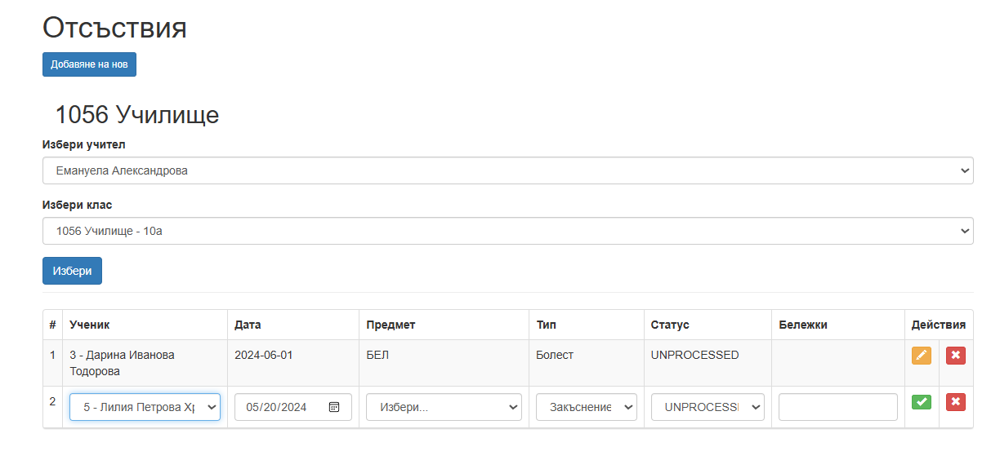 Отсъствия
Добавяне на нов
1056 Училище
Избери учител
Емануела Александрова
Избери клас
1056 Училище - 10а
Избери
# Ученик Дата Предмет Тип Статус Бележки Действия
1 3 - Дарина Иванова Тодорова 2024-06-01 БЕЛ Болест UNPROCESSED
2 5 - Лилия Петрова Хр 05/20/2024 Избери... Закъснение UNPROCESS